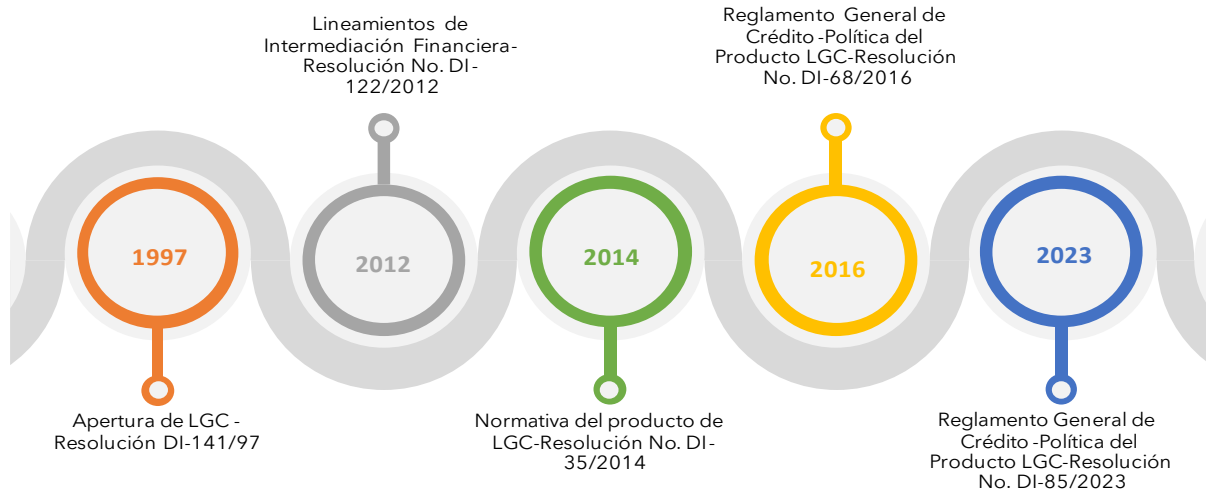 Lineamientos de
Intermediación Financiera-
Resolución No. DI-
122/2012
Reglamento General de
Crédito -Política del
Producto LGC-Resolución
No. DI-68/2016
1997
2012
2014
2016
2023
Apertura de LGC -
Resolución DI-141/97
Normativa del producto de
LGC-Resolución No. DI-
35/2014
Reglamento General de
Crédito -Política del
Producto LGC-Resolución
No. DI-85/2023